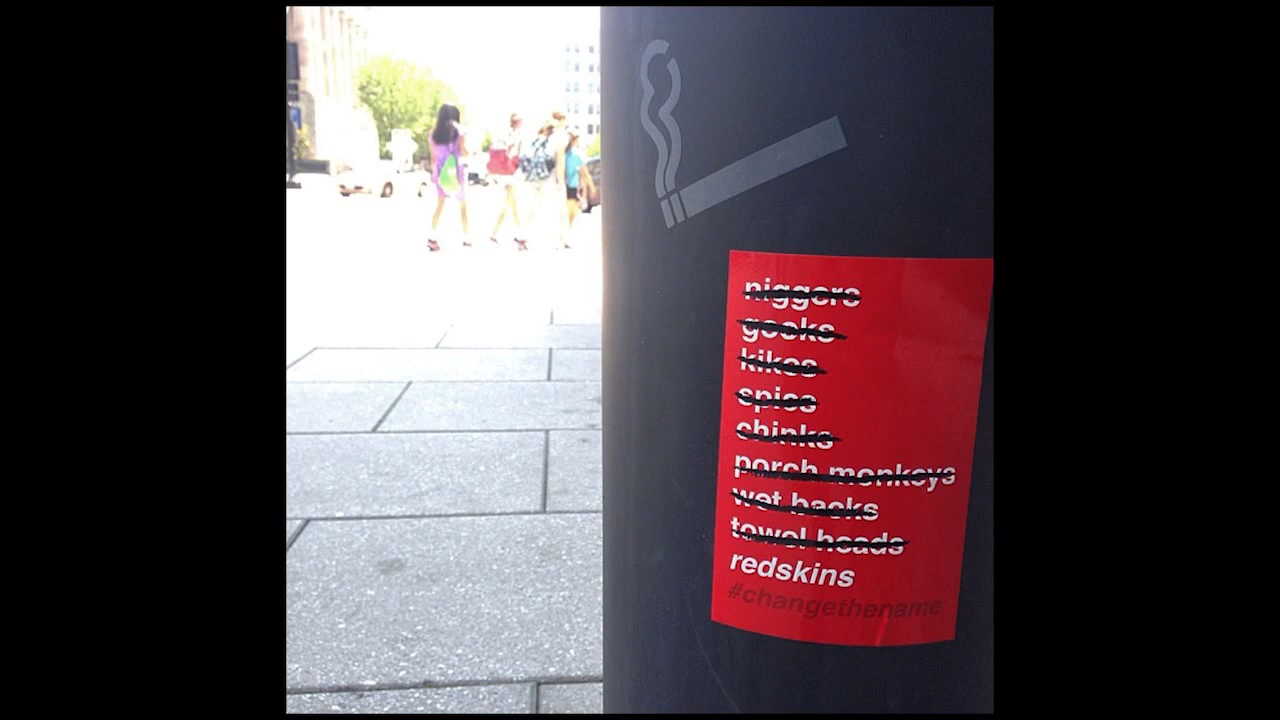 niggers
gooks
kikes
spics
chinks
porch monkeys
wet backs
towel heads
redskins
#changethename